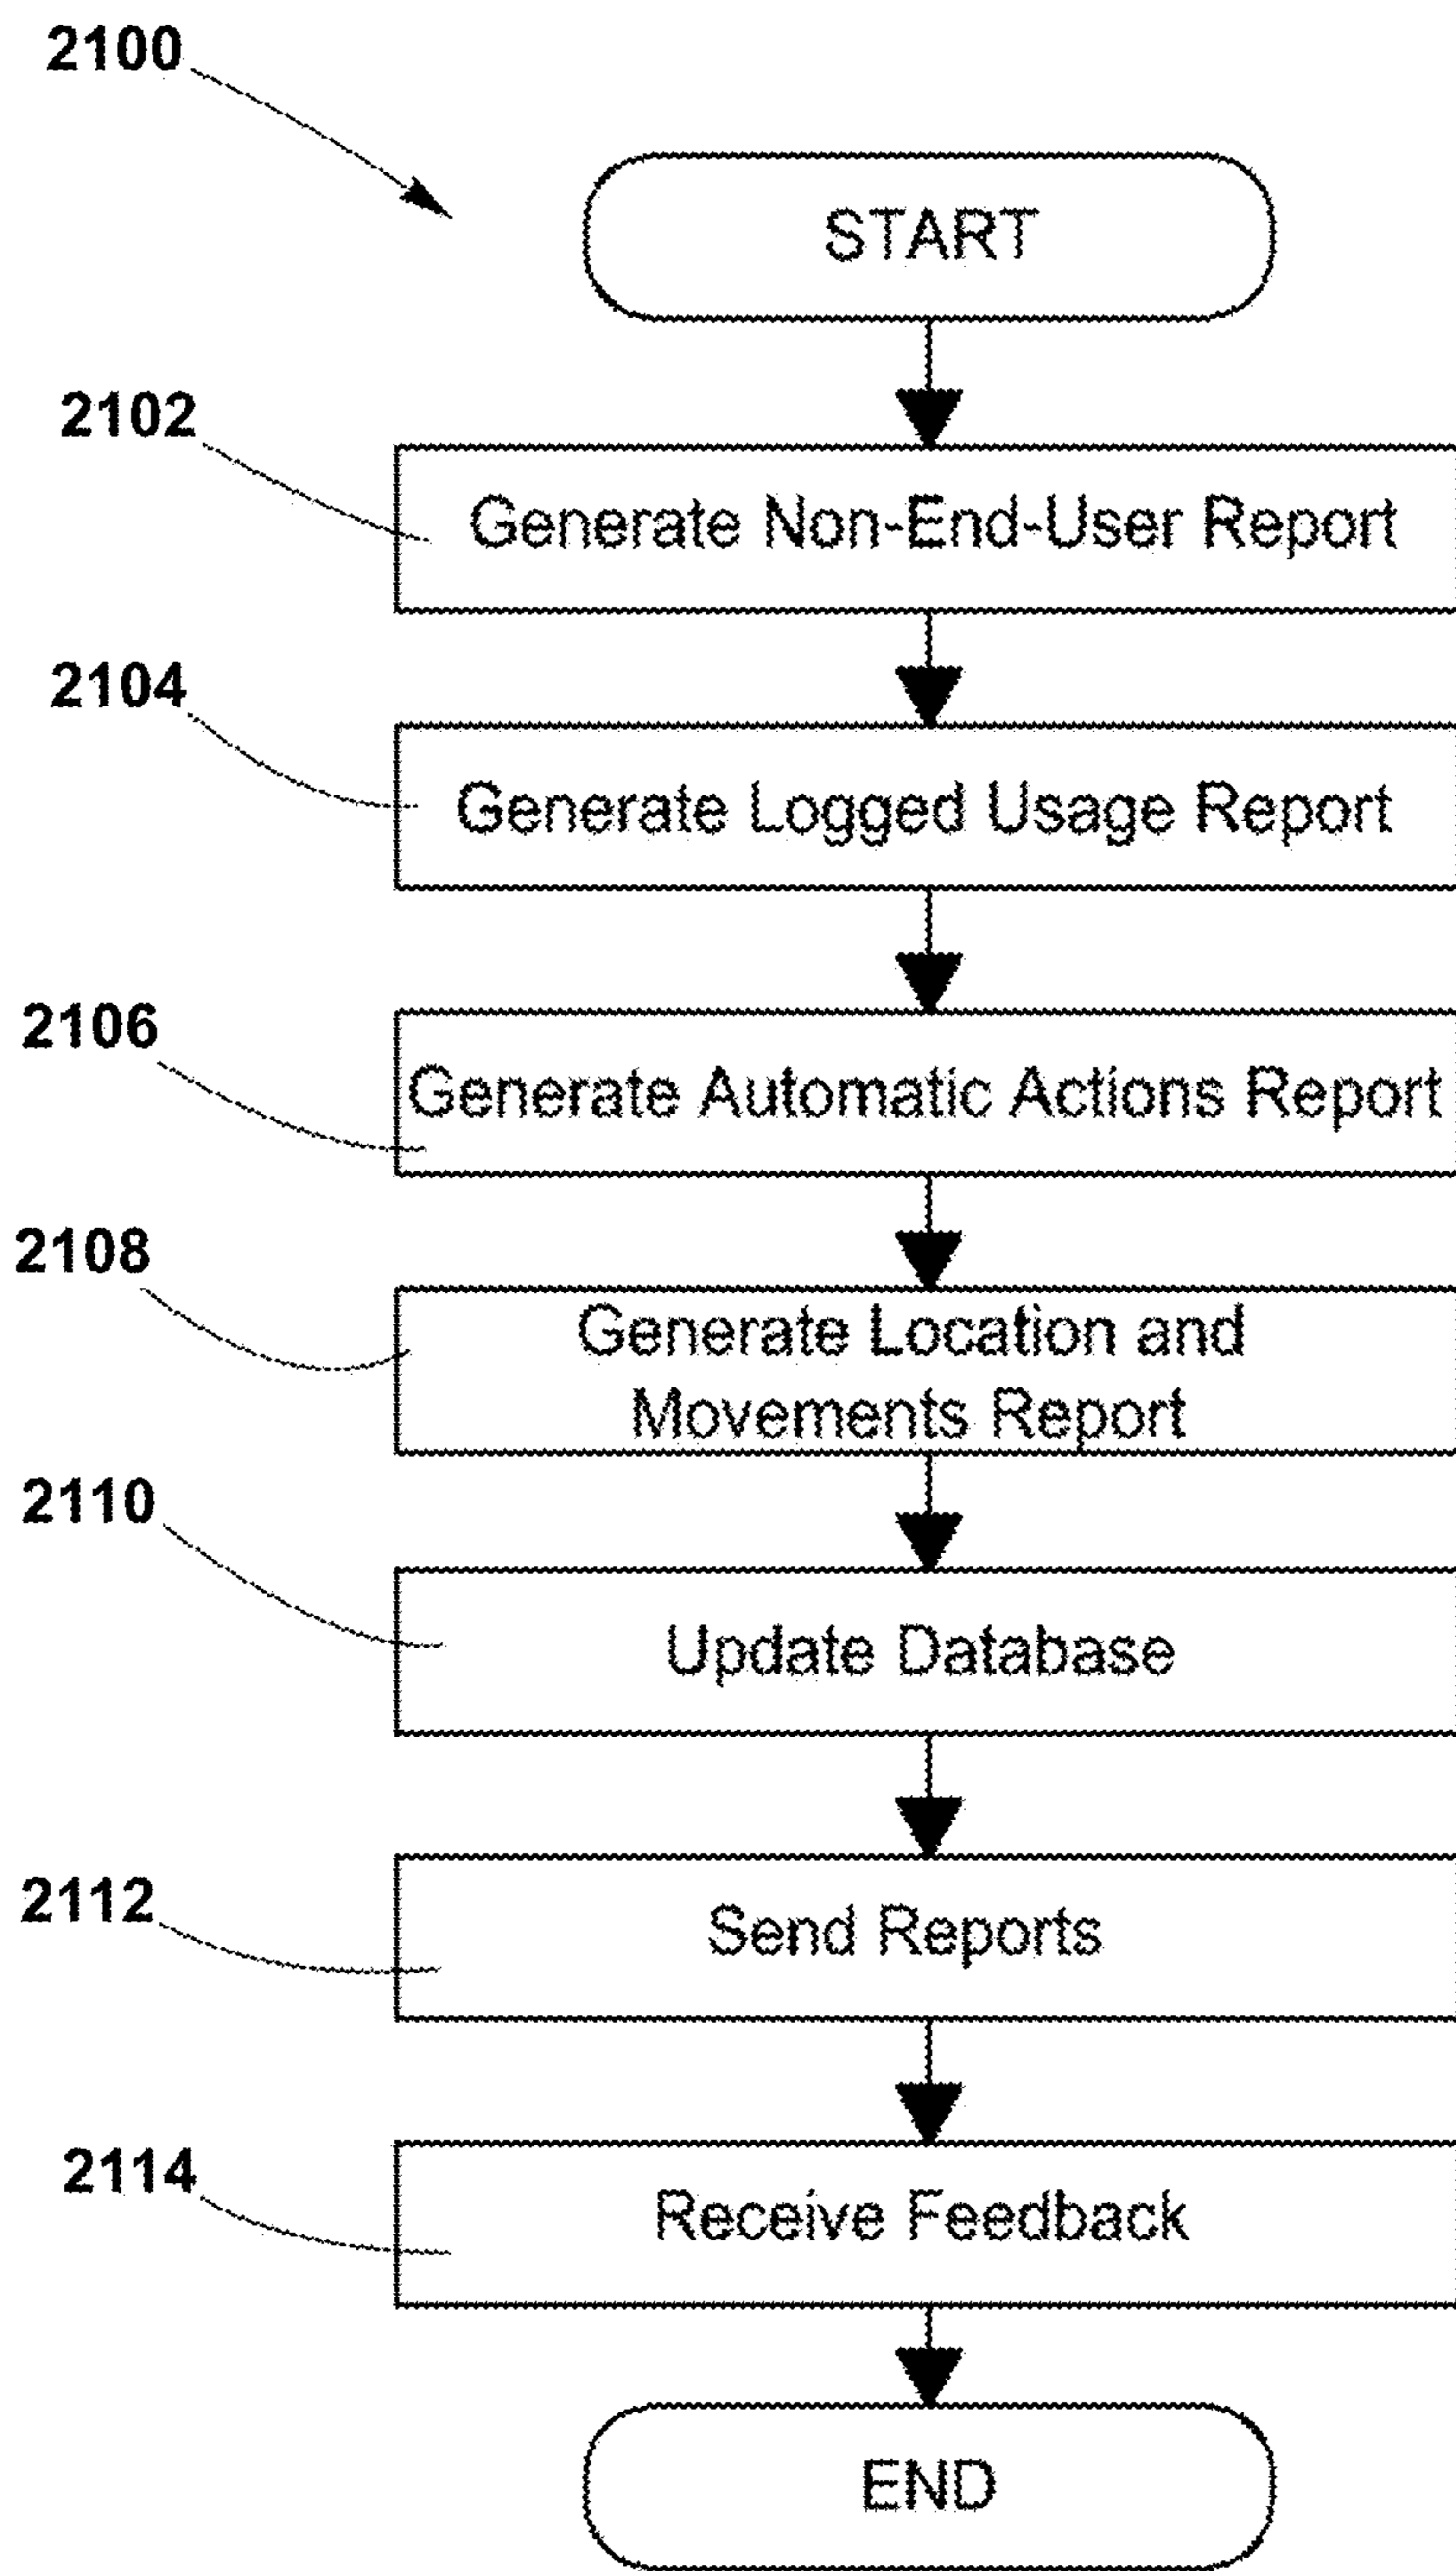 2100
START
2102
Generate Non-End-User Report
2104
Generate Logged Usage Report
2106
Generate Automatic Actions Report
2108
Generate Location and
Movements Report
2110
Update Database
2112
Send Reports
2114
Receive Feedback
END